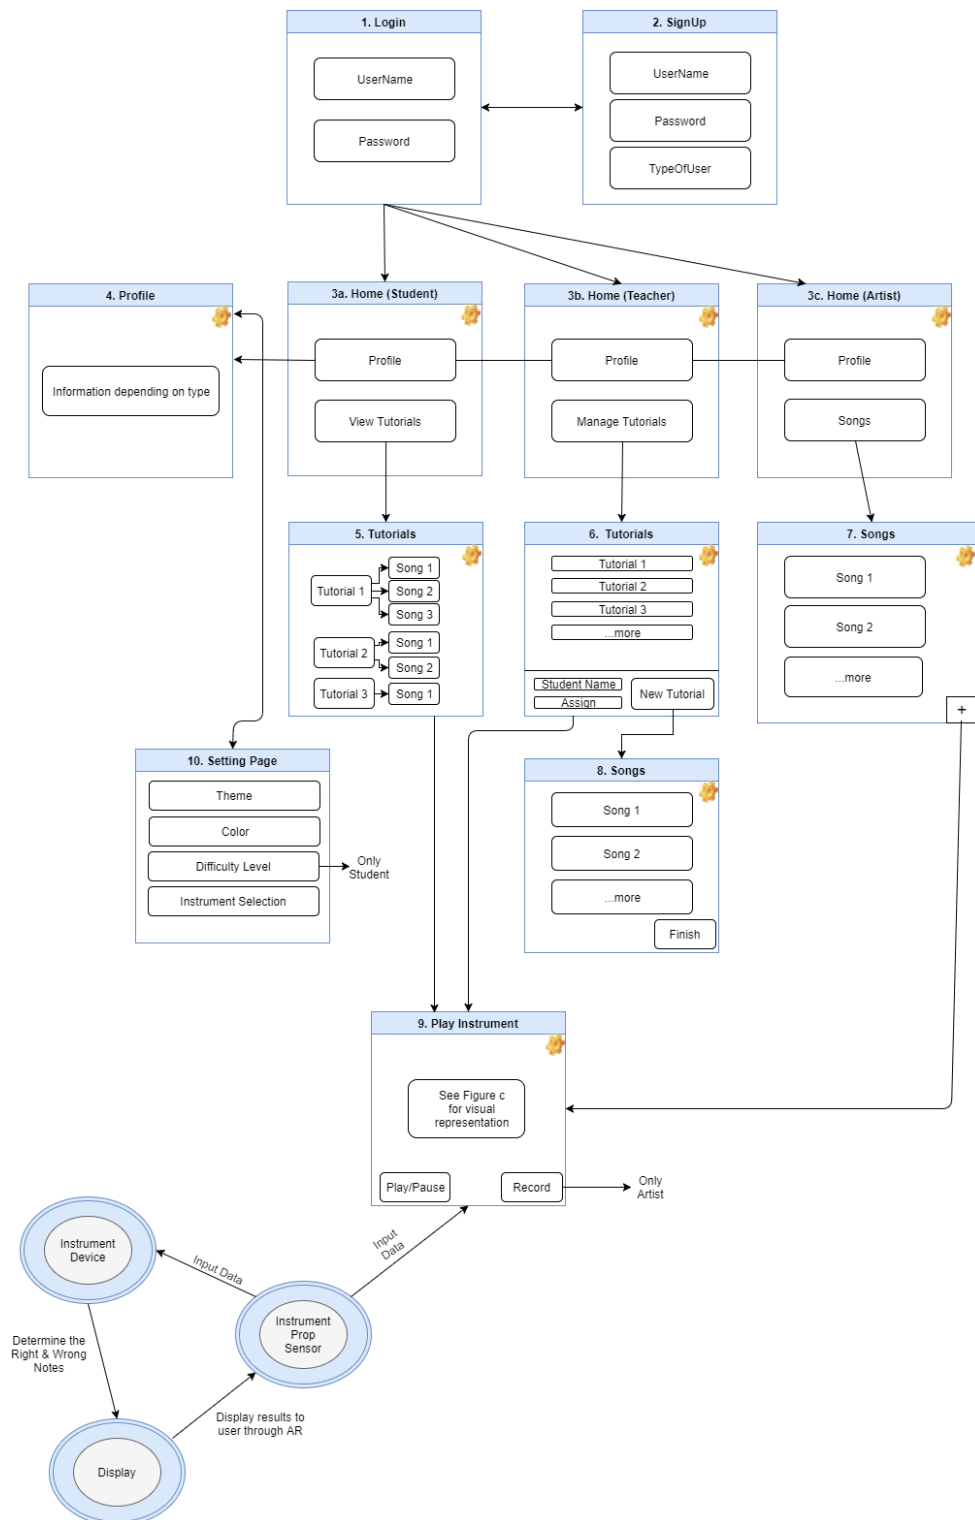 1. Login
UserName
Password
2. SignUp
UserName
Password
TypeOfUser
4. Profile
Information depending on type
3a. Home (Student)
Profile
View Tutorials
3b. Home (Teacher)
Profile
Manage Tutorials
3c. Home (Artist)
Profile
Songs
5. Tutorials
Tutorial 1
Song 1
Song 2
Song 3
Tutorial 2
Song 1
Song 2
Tutorial 3
Song 1
6. Tutorials
Tutorial 1
Tutorial 2
Tutorial 3
...more
Student Name
Assign
New Tutorial
7. Songs
Song 1
Song 2
...more
+
10. Setting Page
Theme
Color
Difficulty Level
Instrument Selection
Only
Student
8. Songs
Song 1
Song 2
...more
Finish
9. Play Instrument
See Figure c
for visual
representation
Play/Pause
Record
Only
Artist
Instrument
Device
Input Data
Input
Data
Instrument
Prop
Sensor
Determine the
Right & Wrong
Notes
Display results to
user through AR
Display